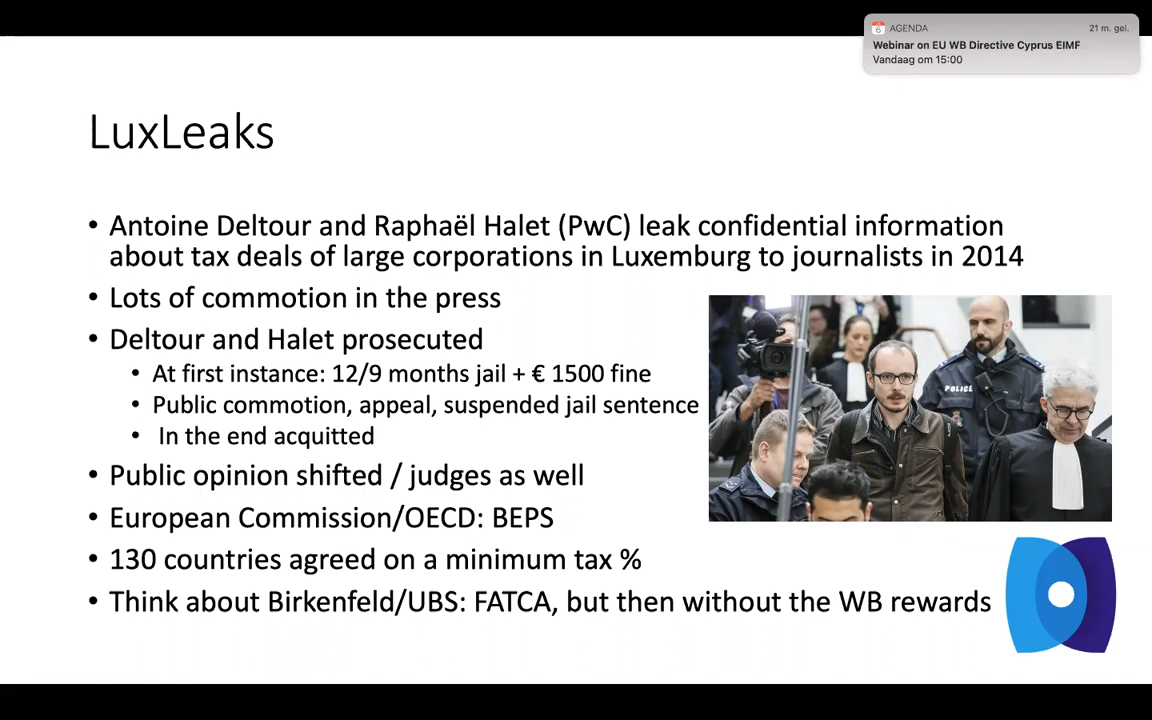 AGENDA
21 m. gel.
6
Webinar on EU WB Directive Cyprus EIMF
Vandaag om 15:00
LuxLeaks
• Antoine Deltour and Raphaël Halet (PwC) leak confidential information
about tax deals of large corporations in Luxemburg to journalists in 2014
• Lots of commotion in the press
• Deltour and Halet prosecuted
• At first instance: 12/9 months jail + € 1500 fine
• Public commotion, appeal, suspended jail sentence
• In the end acquitted
• Public opinion shifted / judges as well
• European Commission/OECD: BEPS
• 130 countries agreed on a minimum tax %
• Think about Birkenfeld/UBS: FATCA, but then without the WB rewards
POLICE